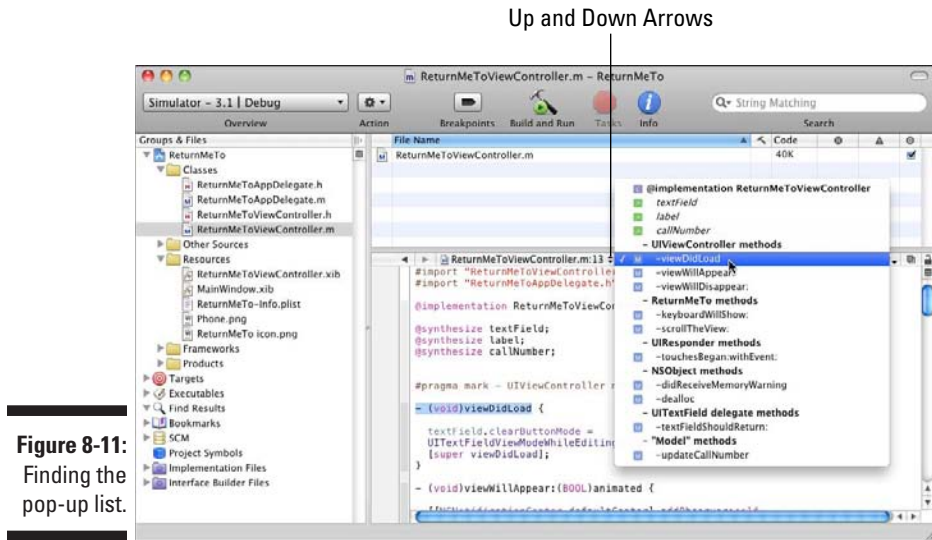 Up and Down Arrows
ReturnMeToViewController.m – ReturnMeTo
Simulator – 3.1 | Debug
String Matching
Overview
Action
Breakpoints
Build and Run
Tasks
Info
Search
Groups & Files
ReturnMeTo
Classes
ReturnMeToAppDelegate.h
ReturnMeToAppDelegate.m
ReturnMeToViewController.h
ReturnMeToViewController.m
Other Sources
Resources
ReturnMeToViewController.xib
MainWindow.xib
ReturnMeTo-Info.plist
Phone.png
ReturnMeTo icon.png
Frameworks
Products
Targets
Executables
Find Results
Bookmarks
SCM
Project Symbols
Implementation Files
Interface Builder Files
File Name
Code
ReturnMeToViewController.m
40K
ReturnMeToViewController.m:13
#import "ReturnMeToViewController
#import "ReturnMeToAppDelegate.h"
@implementation ReturnMeToViewCo
@synthesize textField;
@synthesize label;
@synthesize callNumber;
#pragma mark - UIViewController
- (void)viewDidLoad {
textField.clearButtonMode =
UITextFieldViewModeWhileEditing
[super viewDidLoad];
}
- (void)viewWillAppear:(BOOL)animated {
@implementation ReturnMeToViewController
textField
label
callNumber
- UIViewController methods
-viewDidLoad
-viewWillAppear:
-viewWillDisappear:
- ReturnMeTo methods
-keyboardWillShow:
-scrollTheView:
- UIResponder methods
-touchesBegan:withEvent:
- NSObject methods
-didReceiveMemoryWarning
-dealloc
- UITextField delegate methods
-textFieldShouldReturn:
- "Model" methods
-updateCallNumber
Figure 8-11:
Finding the
pop-up list.